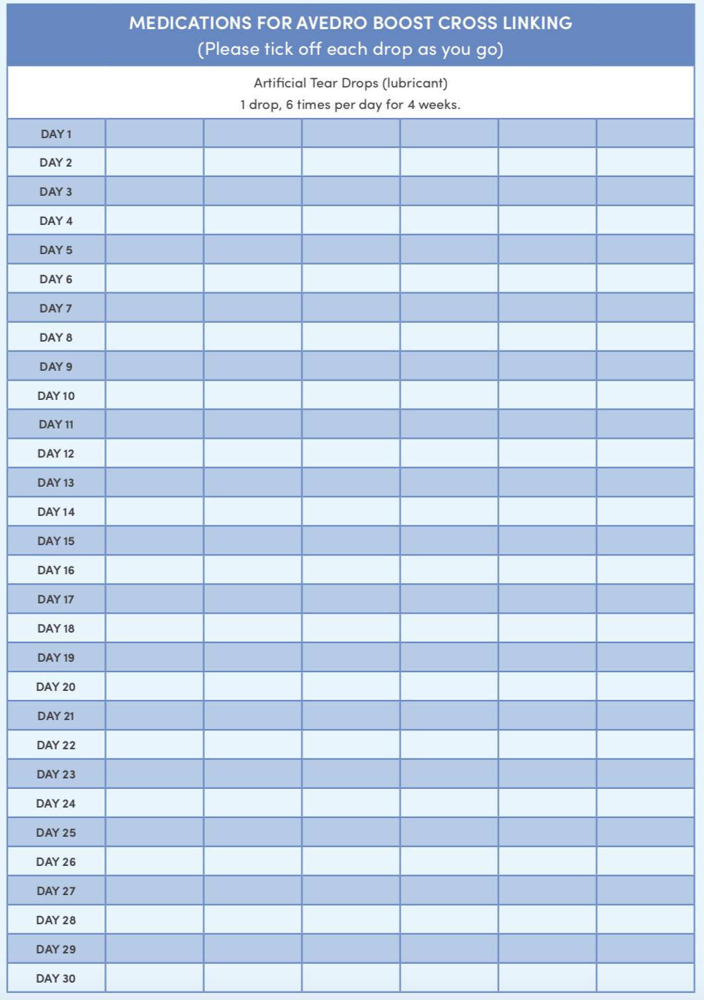 MEDICATIONS FOR AVEDRO BOOST CROSS LINKING
(Please tick off each drop as you go)
Artificial Tear Drops (lubricant)
1 drop, 6 times per day for 4 weeks.
DAY 1
DAY 2
DAY 3
DAY 4
DAY 5
DAY 6
DAY 7
DAY 8
DAY 9
DAY 10
DAY 11
DAY 12
DAY 13
DAY 14
DAY 15
DAY 16
DAY 17
DAY 18
DAY 19
DAY 20
DAY 21
DAY 22
DAY 23
DAY 24
DAY 25
DAY 26
DAY 27
DAY 28
DAY 29
DAY 30